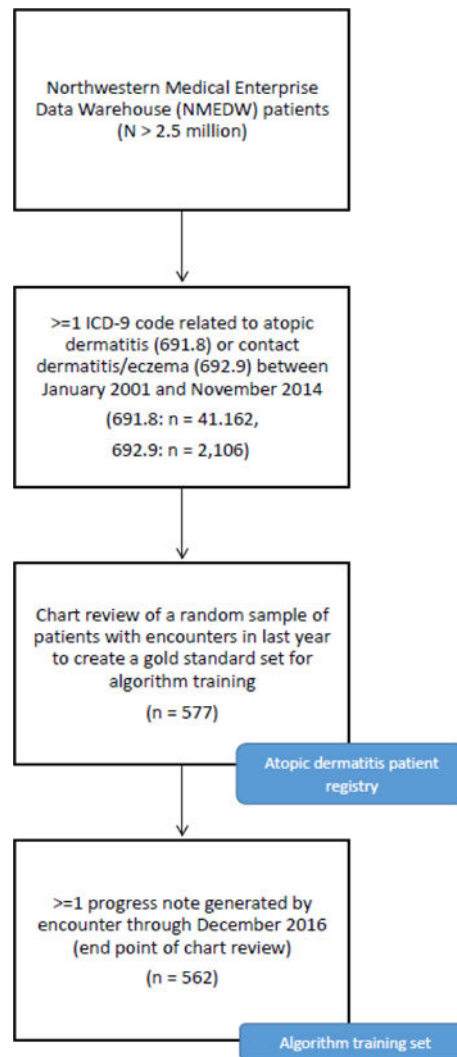 Northwestern Medical Enterprise
Data Warehouse (NMEDW) patients
(N > 2.5 million)
>=1 ICD-9 code related to atopic
dermatitis (691.8) or contact
dermatitis/eczema (692.9) between
January 2001 and November 2014
(691.8: n = 41.162,
692.9: n = 2,106)
Chart review of a random sample of
patients with encounters in last year
to create a gold standard set for
algorithm training
(n = 577)
Atopic dermatitis patient
registry
>=1 progress note generated by
encounter through December 2016
(end point of chart review)
(n = 562)
Algorithm training set